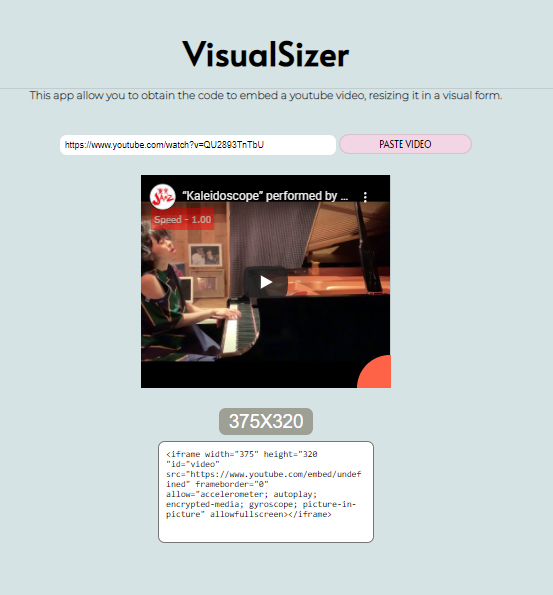 VisualSizer
This app allow you to obtain the code to embed a youtube video, resizing it in a visual form.
https://www.youtube.com/watch?v=QU2893TnTbU PASTE VIDEO
"Kaleidoscope" performed by ...
Speed - 1.00
375X320
<iframe width="375" height="320
"id="video"
src="https://www.youtube.com/embed/undef
ined" frameborder="0"
allow="accelerometer; autoplay;
encrypted-media; gyroscope; picture-in-
picture" allowfullscreen></iframe>